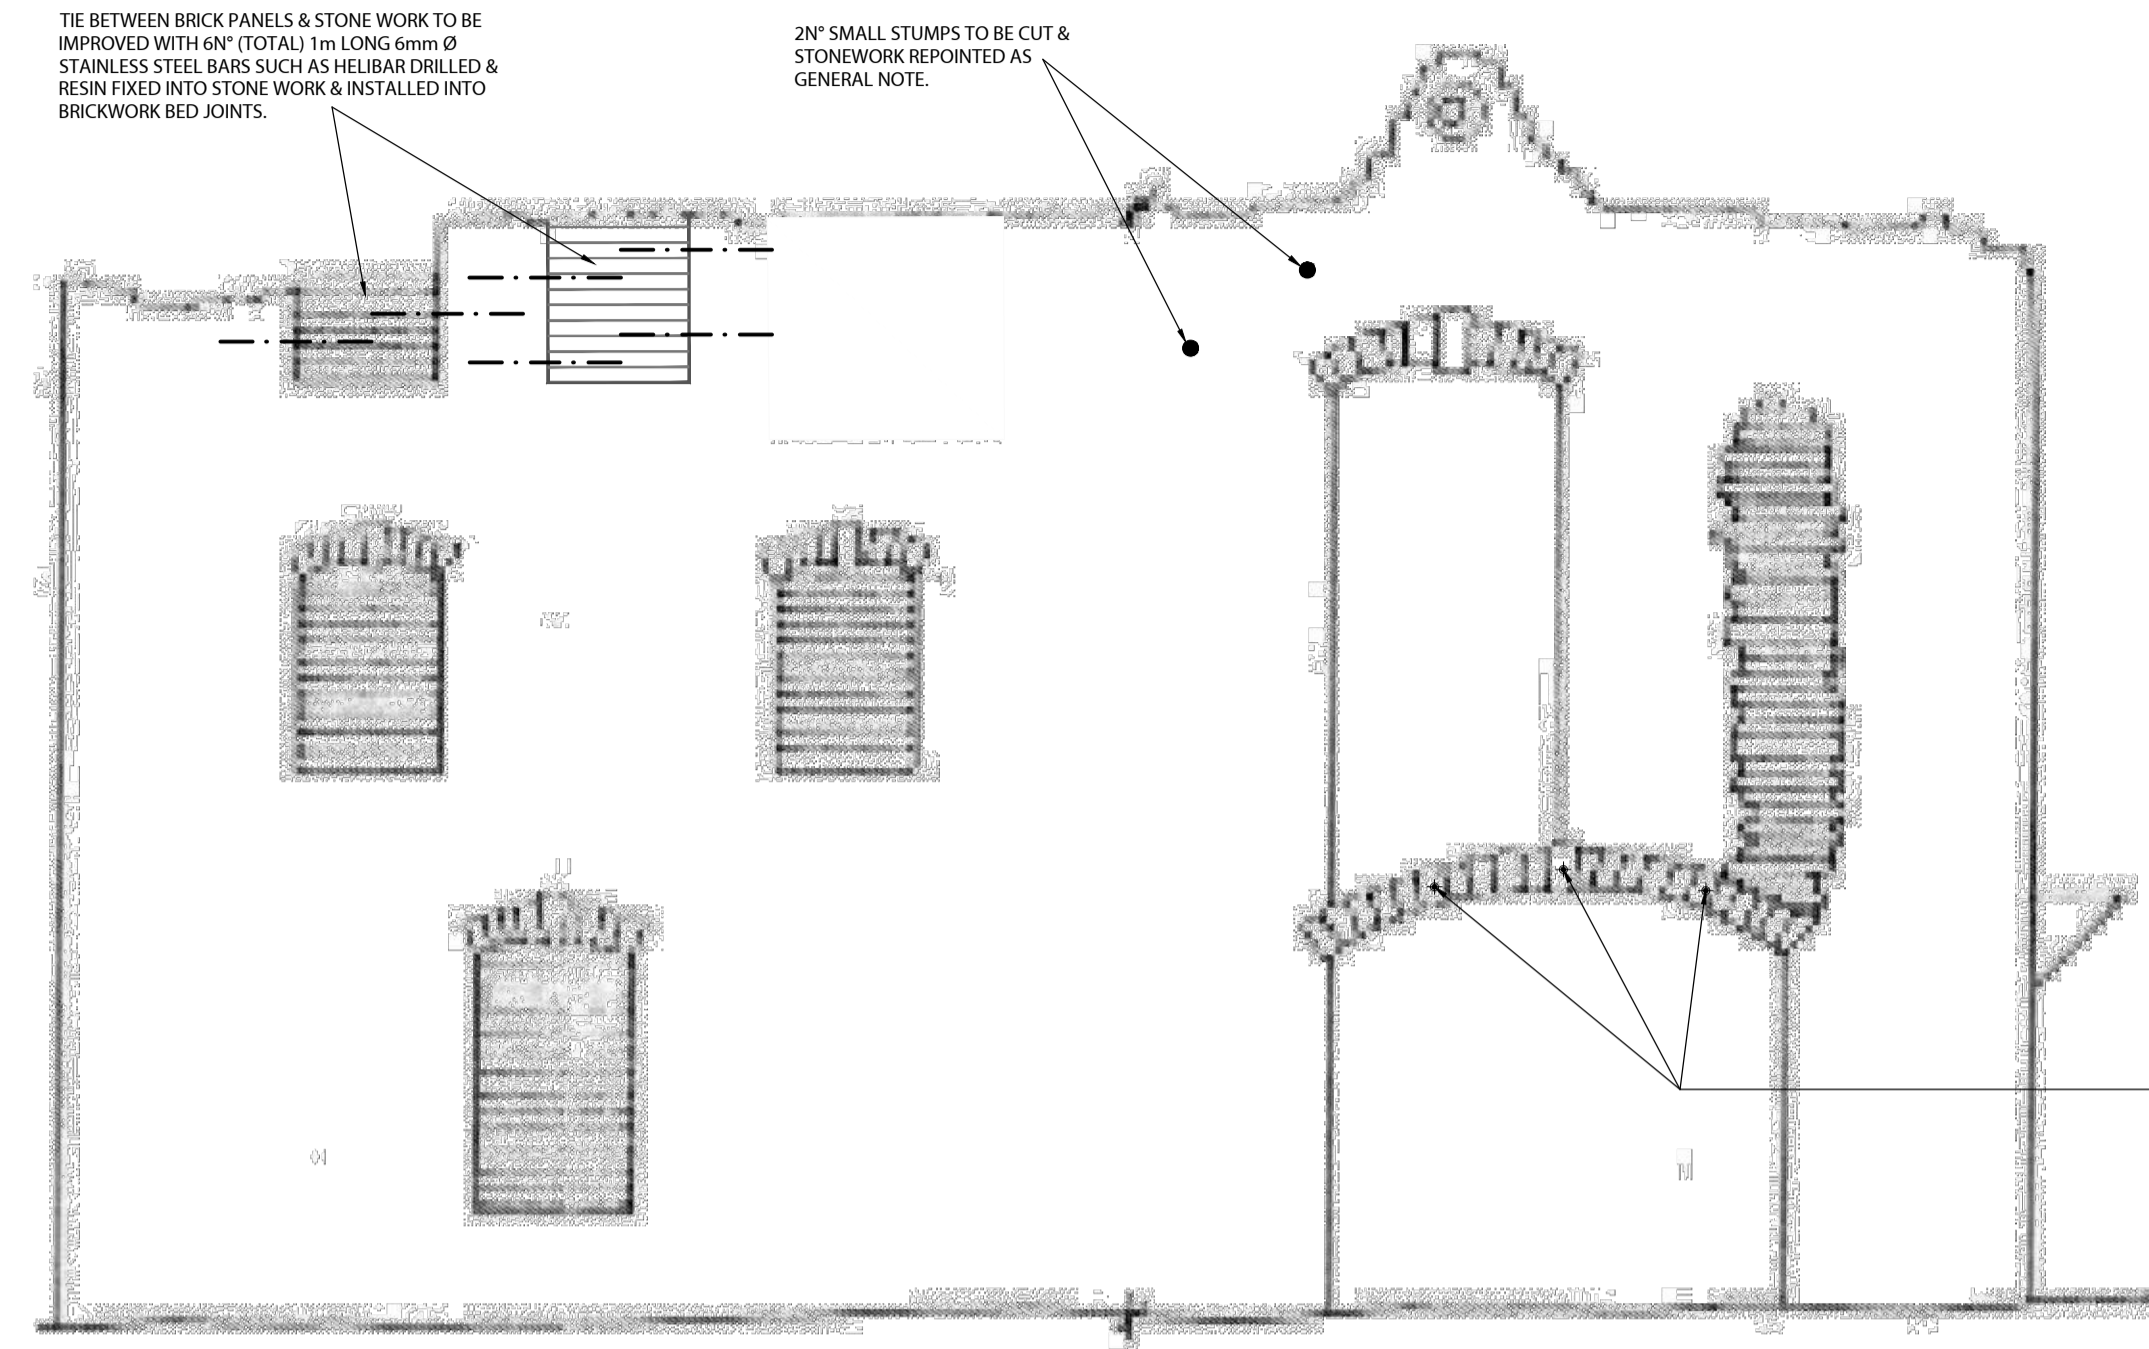 TIE BETWEEN BRICK PANELS & STONE WORK TO BE
IMPROVED WITH 6N° (TOTAL) 1m LONG 6mm Ø
STAINLESS STEEL BARS SUCH AS HELIBAR DRILLED &
RESIN FIXED INTO STONE WORK & INSTALLED INTO
BRICKWORK BED JOINTS.
2N° SMALL STUMPS TO BE CUT &
STONEWORK REPOINTED AS
GENERAL NOTE.